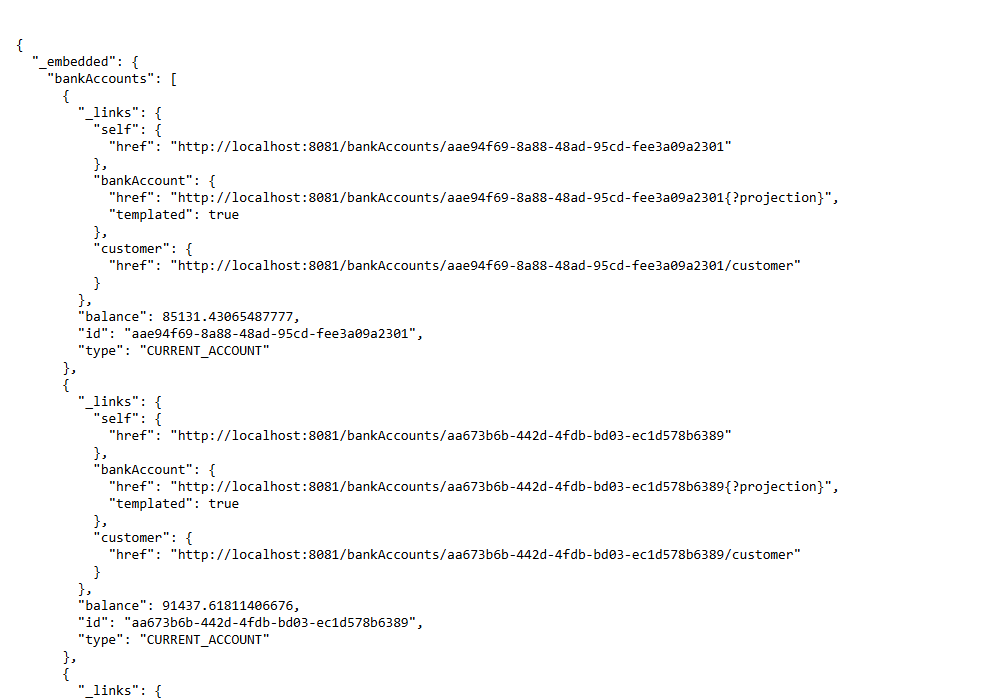 {
  "_embedded": {
    "bankAccounts": [
      {
        "_links": {
          "self": {
            "href": "http://localhost:8081/bankAccounts/aae94f69-8a88-48ad-95cd-fee3a09a2301"
          },
          "bankAccount": {
            "href": "http://localhost:8081/bankAccounts/aae94f69-8a88-48ad-95cd-fee3a09a2301{?projection}",
            "templated": true
          },
          "customer": {
            "href": "http://localhost:8081/bankAccounts/aae94f69-8a88-48ad-95cd-fee3a09a2301/customer"
          }
        },
        "balance": 85131.43065487777,
        "id": "aae94f69-8a88-48ad-95cd-fee3a09a2301",
        "type": "CURRENT_ACCOUNT"
      },
      {
        "_links": {
          "self": {
            "href": "http://localhost:8081/bankAccounts/aa673b6b-442d-4fdb-bd03-ec1d578b6389"
          },
          "bankAccount": {
            "href": "http://localhost:8081/bankAccounts/aa673b6b-442d-4fdb-bd03-ec1d578b6389{?projection}",
            "templated": true
          },
          "customer": {
            "href": "http://localhost:8081/bankAccounts/aa673b6b-442d-4fdb-bd03-ec1d578b6389/customer"
          }
        },
        "balance": 91437.61811406676,
        "id": "aa673b6b-442d-4fdb-bd03-ec1d578b6389",
        "type": "CURRENT_ACCOUNT"
      },
      {
        "_links": {